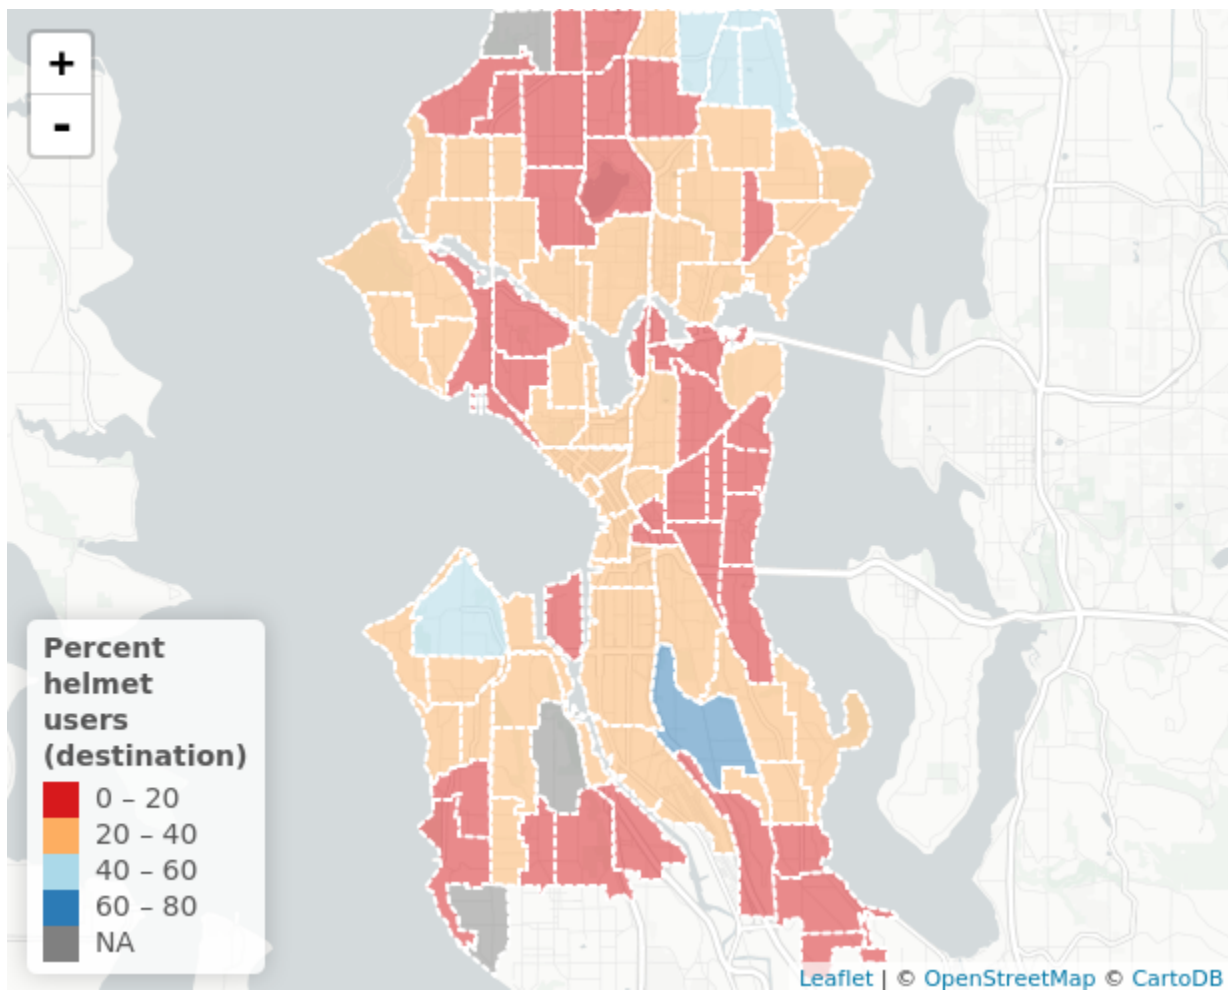 +
-
Percent
helmet
users
(destination)
0 – 20
20 – 40
40 – 60
60 – 80
NA
Leaflet | © OpenStreetMap © CartoDB